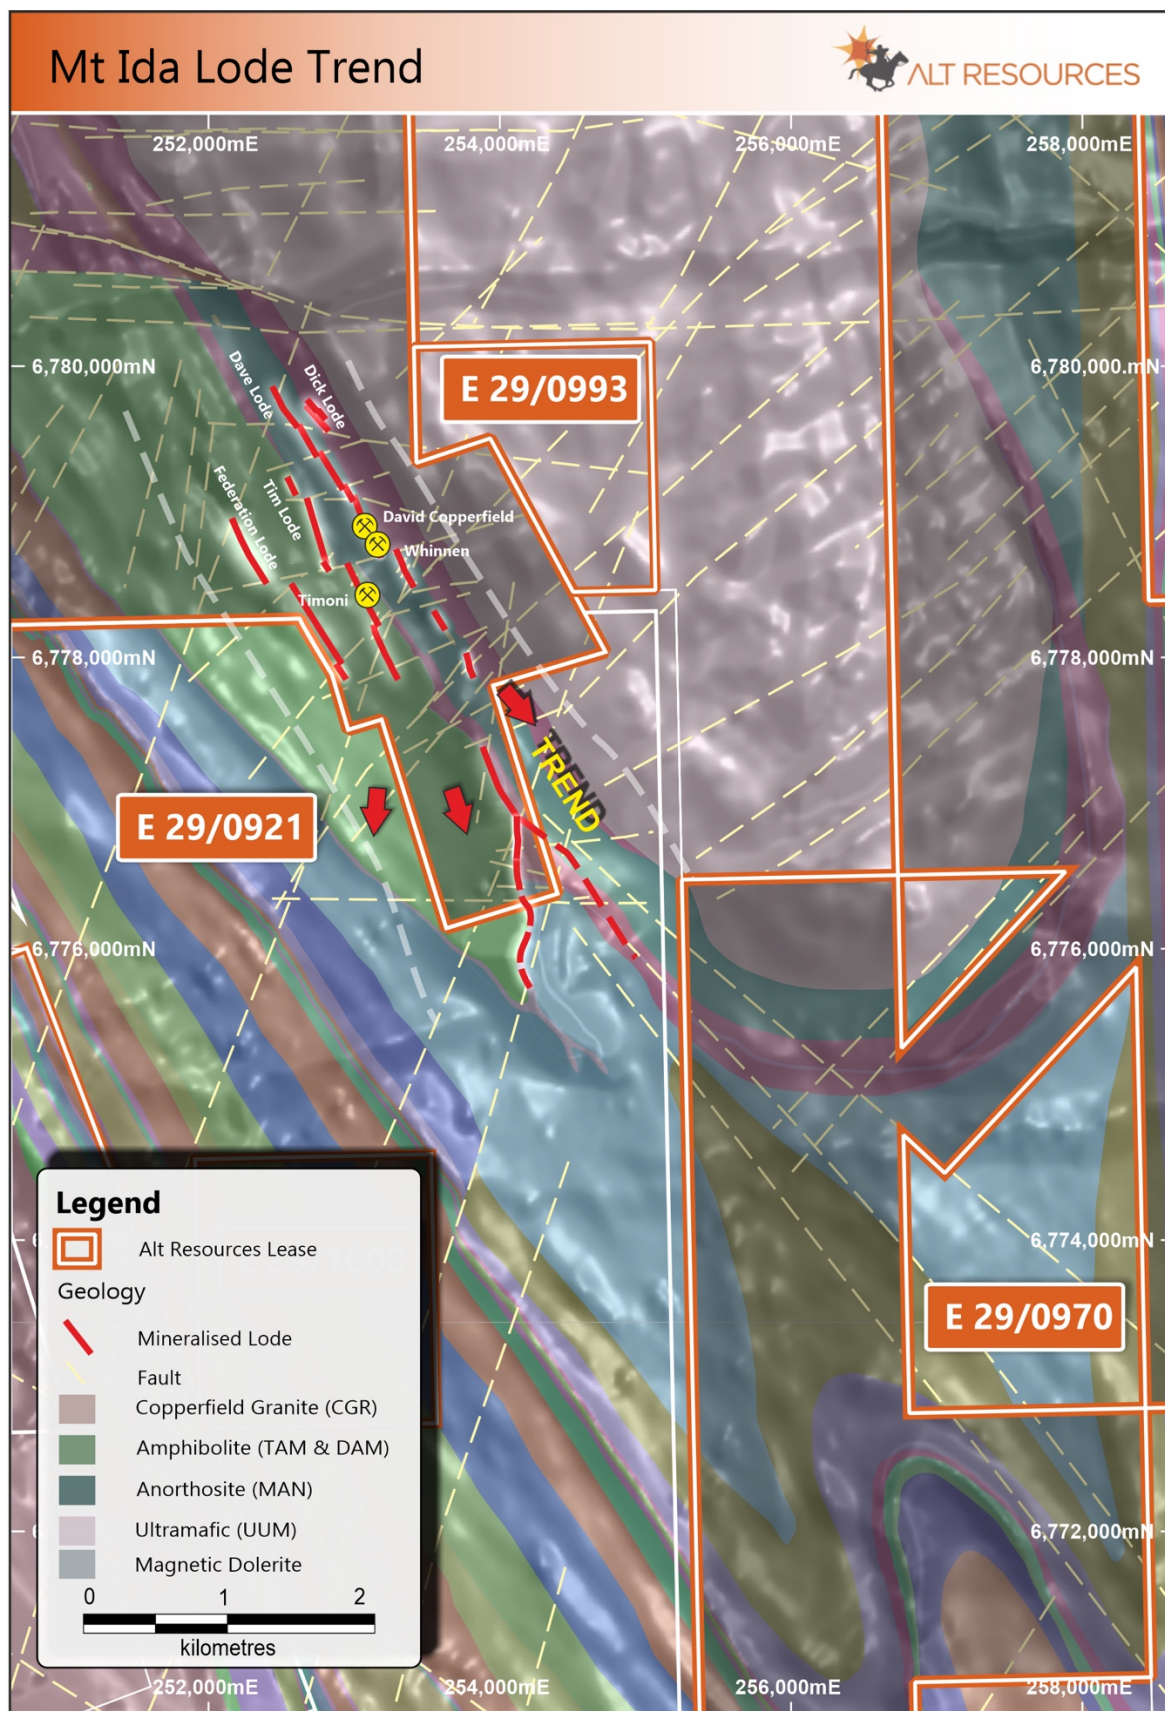 Mt Ida Lode Trend
ALT RESOURCES
252,000mE
254,000mE
256,000mE
258,000mE
6,780,000mN
6,780,000.mN
E 29/0993
Dave Lode
Dick Lode
Federation Lode
Tim Lode
David Copperfield
Whinnen
Timoni
6,778,000mN
6,778,000mN
TREND
E 29/0921
6,776,000mN
6,776,000mN
Legend
Alt Resources Lease
Geology
Mineralised Lode
Fault
Copperfield Granite (CGR)
Amphibolite (TAM & DAM)
Anorthosite (MAN)
Ultramafic (UUM)
Magnetic Dolerite
0 1 2
kilometres
6,774,000mN
E 29/0970
6,772,000mN
252,000mE
254,000mE
256,000mE
258,000mE